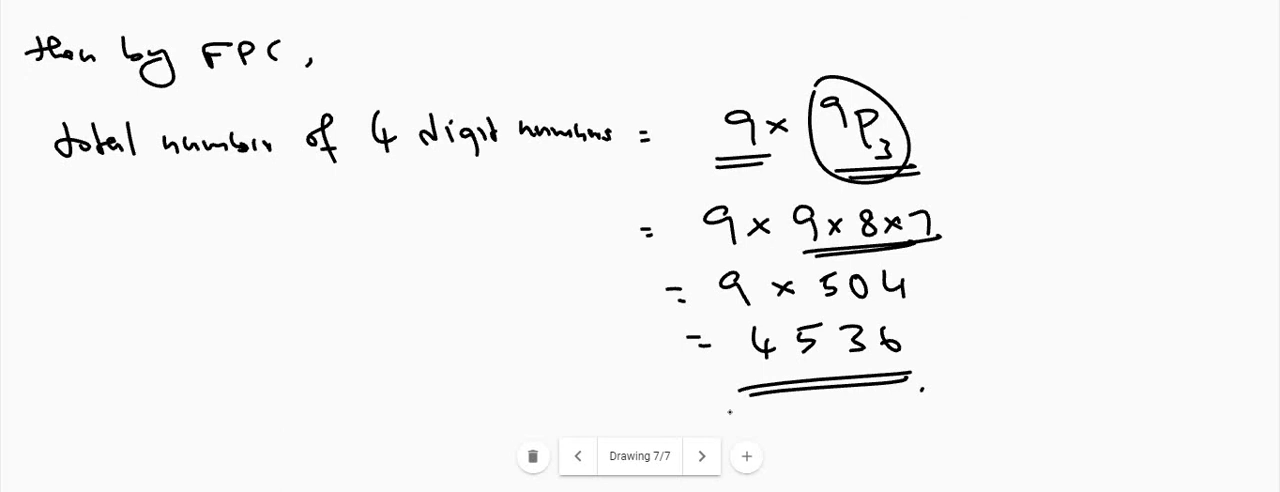 then by FPC,
total number of 4 digit numbers = 9 × ⁹P₃
= 9 × 9 × 8 × 7
= 9 × 504
= 4536
Drawing 7/7